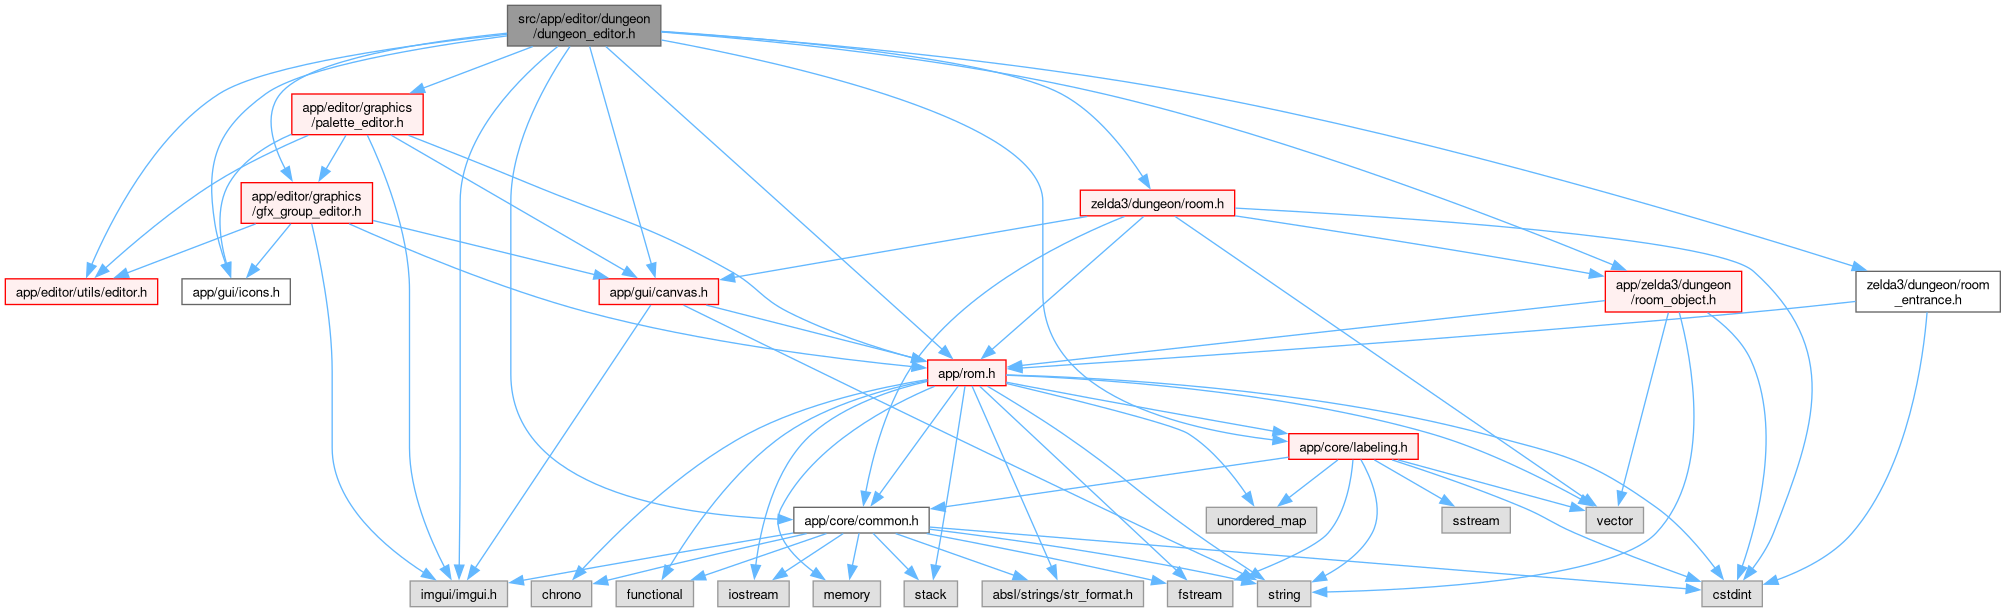 src/app/editor/dungeon
/dungeon_editor.h
app/editor/graphics
/palette_editor.h
app/editor/graphics
/gfx_group_editor.h
zelda3/dungeon/room.h
app/editor/utils/editor.h
app/gui/icons.h
app/gui/canvas.h
app/zelda3/dungeon
/room_object.h
zelda3/dungeon/room
_entrance.h
app/rom.h
app/core/labeling.h
app/core/common.h
unordered_map
sstream
vector
imgui/imgui.h
chrono
functional
iostream
memory
stack
absl/strings/str_format.h
fstream
string
cstdint